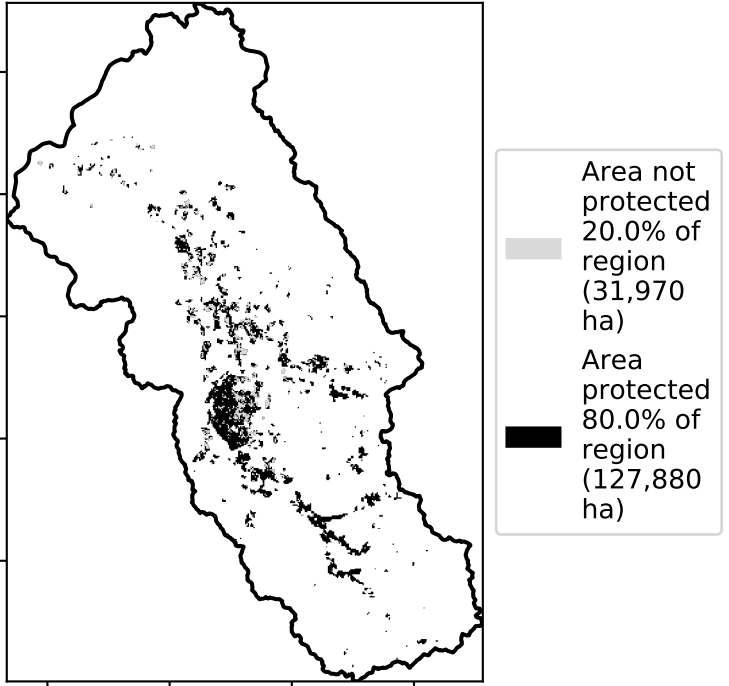 Area not
protected
20.0% of
region
(31,970
ha)
Area
protected
80.0% of
region
(127,880
ha)